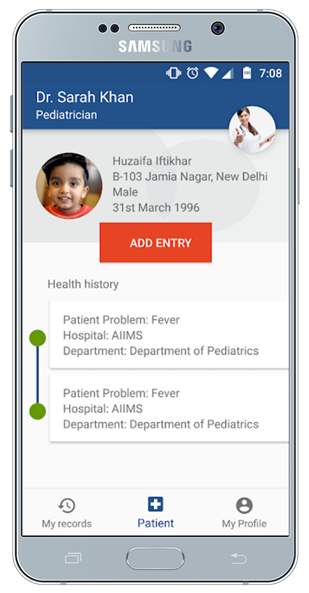 SAMSUNG
7:08
Dr. Sarah Khan
Pediatrician
Huzaifa Iftikhar
B-103 Jamia Nagar, New Delhi
Male
31st March 1996
ADD ENTRY
Health history
Patient Problem: Fever
Hospital: AIIMS
Department: Department of Pediatrics
Patient Problem: Fever
Hospital: AIIMS
Department: Department of Pediatrics
My records
Patient
My Profile